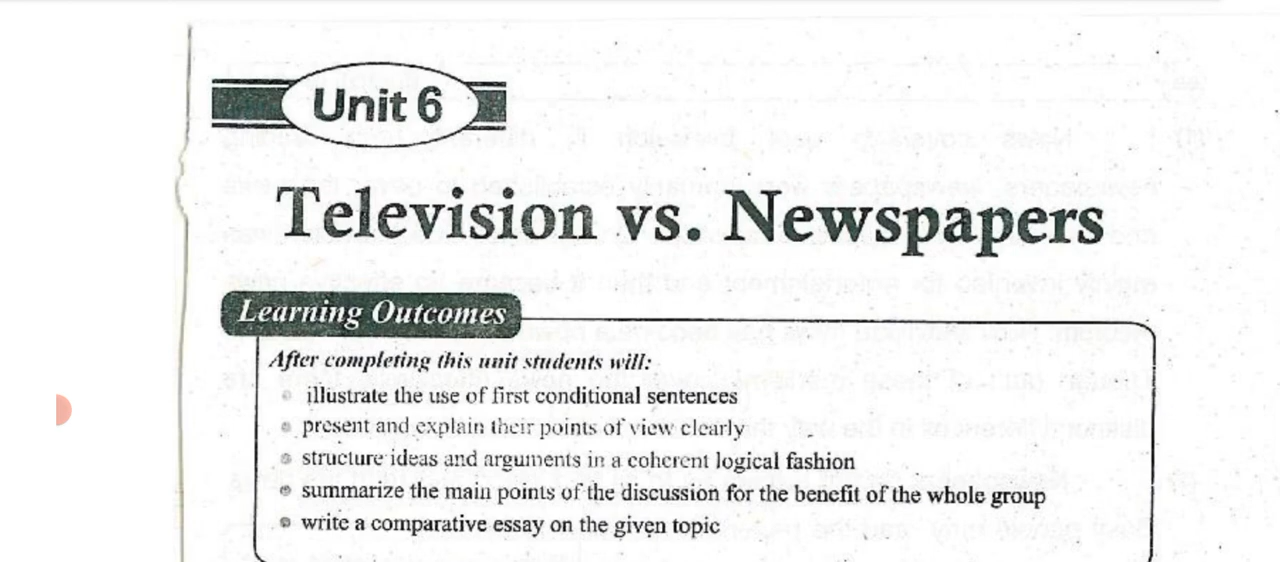 Unit 6
Television vs. Newspapers
Learning Outcomes
After completing this unit students will:
illustrate the use of first conditional sentences
present and explain their points of view clearly
structure ideas and arguments in a coherent logical fashion
summarize the main points of the discussion for the benefit of the whole group
write a comparative essay on the given topic